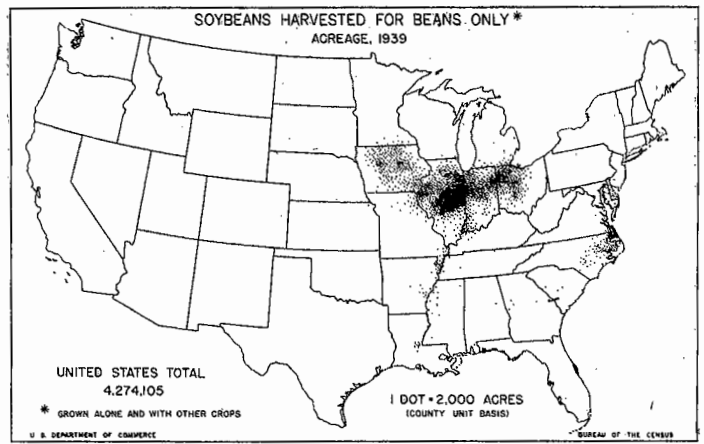 SOYBEANS HARVESTED FOR BEANS ONLY *
ACREAGE, 1939
UNITED STATES TOTAL
4,274,105
* GROWN ALONE AND WITH OTHER CROPS
1 DOT = 2,000 ACRES
(COUNTY UNIT BASIS)
U. S. DEPARTMENT OF COMMERCE
BUREAU OF THE CENSUS